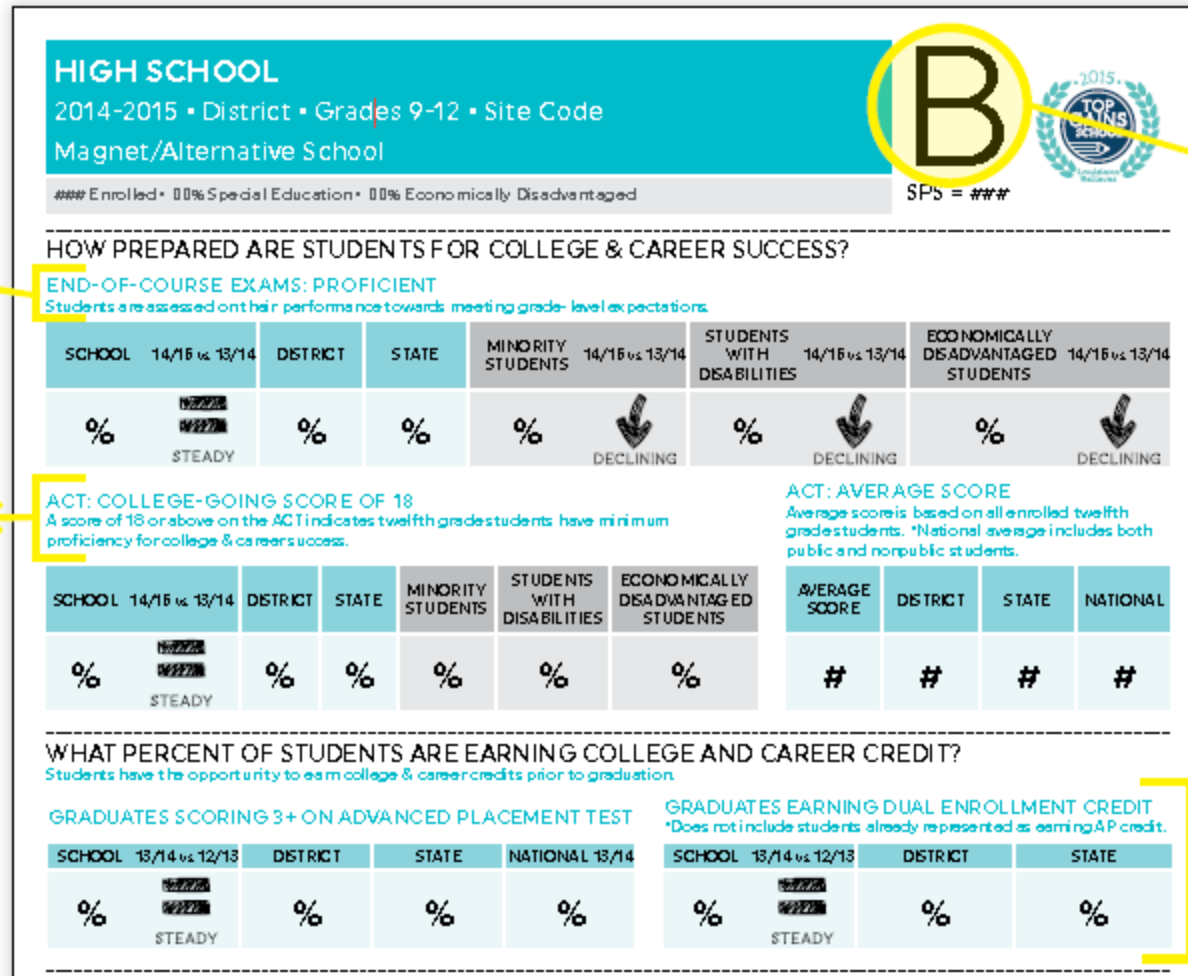 HIGH SCHOOL
2014-2015 • District • Grades 9-12 • Site Code
Magnet/Alternative School
### Enrolled • 00% Special Education • 00% Economically Disadvantaged
B
SPS = ###
2015
TOP
GAINS
SCHOOL
Louisiana
Believes
HOW PREPARED ARE STUDENTS FOR COLLEGE & CAREER SUCCESS?
END-OF-COURSE EXAMS: PROFICIENT
Students are assessed on their performance towards meeting grade-level expectations.
SCHOOL 14/15 vs. 13/14 DISTRICT STATE MINORITY STUDENTS 14/15 vs. 13/14 STUDENTS WITH DISABILITIES 14/15 vs. 13/14 ECONOMICALLY DISADVANTAGED STUDENTS 14/15 vs. 13/14
% % % % % %
STEADY DECLINING DECLINING DECLINING
ACT: COLLEGE-GOING SCORE OF 18
A score of 18 or above on the ACT indicates twelfth grade students have minimum
proficiency for college & career success.
SCHOOL 14/15 vs. 13/14 DISTRICT STATE MINORITY STUDENTS STUDENTS WITH DISABILITIES ECONOMICALLY DISADVANTAGED STUDENTS
% % % % % %
STEADY
ACT: AVERAGE SCORE
Average score is based on all enrolled twelfth
grade students. *National average includes both
public and nonpublic students.
AVERAGE SCORE DISTRICT STATE NATIONAL
# # # #
WHAT PERCENT OF STUDENTS ARE EARNING COLLEGE AND CAREER CREDIT?
Students have the opportunity to earn college & career credits prior to graduation.
GRADUATES SCORING 3+ ON ADVANCED PLACEMENT TEST
SCHOOL 13/14 vs. 12/13 DISTRICT STATE NATIONAL 13/14
% % % %
STEADY
GRADUATES EARNING DUAL ENROLLMENT CREDIT
*Does not include students already represented as earning AP credit.
SCHOOL 13/14 vs. 12/13 DISTRICT STATE
% % %
STEADY